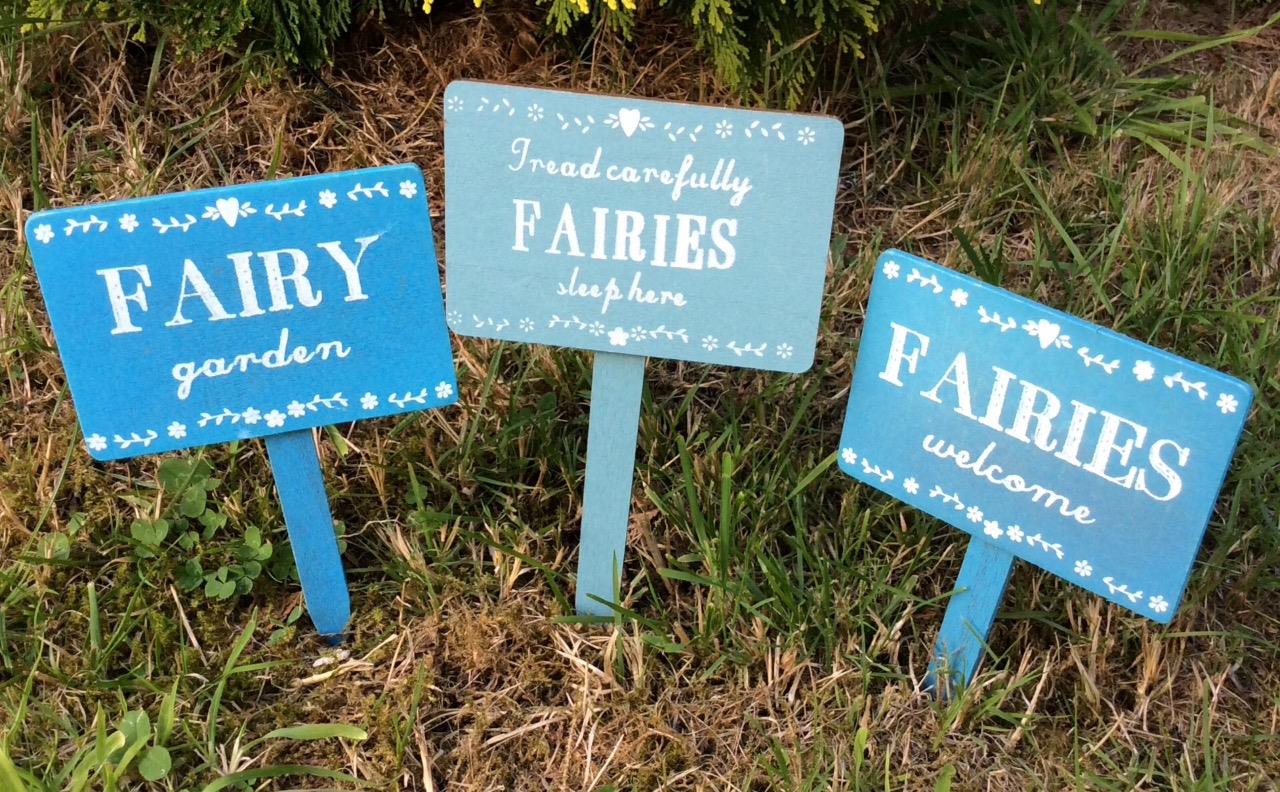 FAIRY
garden
Tread carefully
FAIRIES
sleep here
FAIRIES
welcome